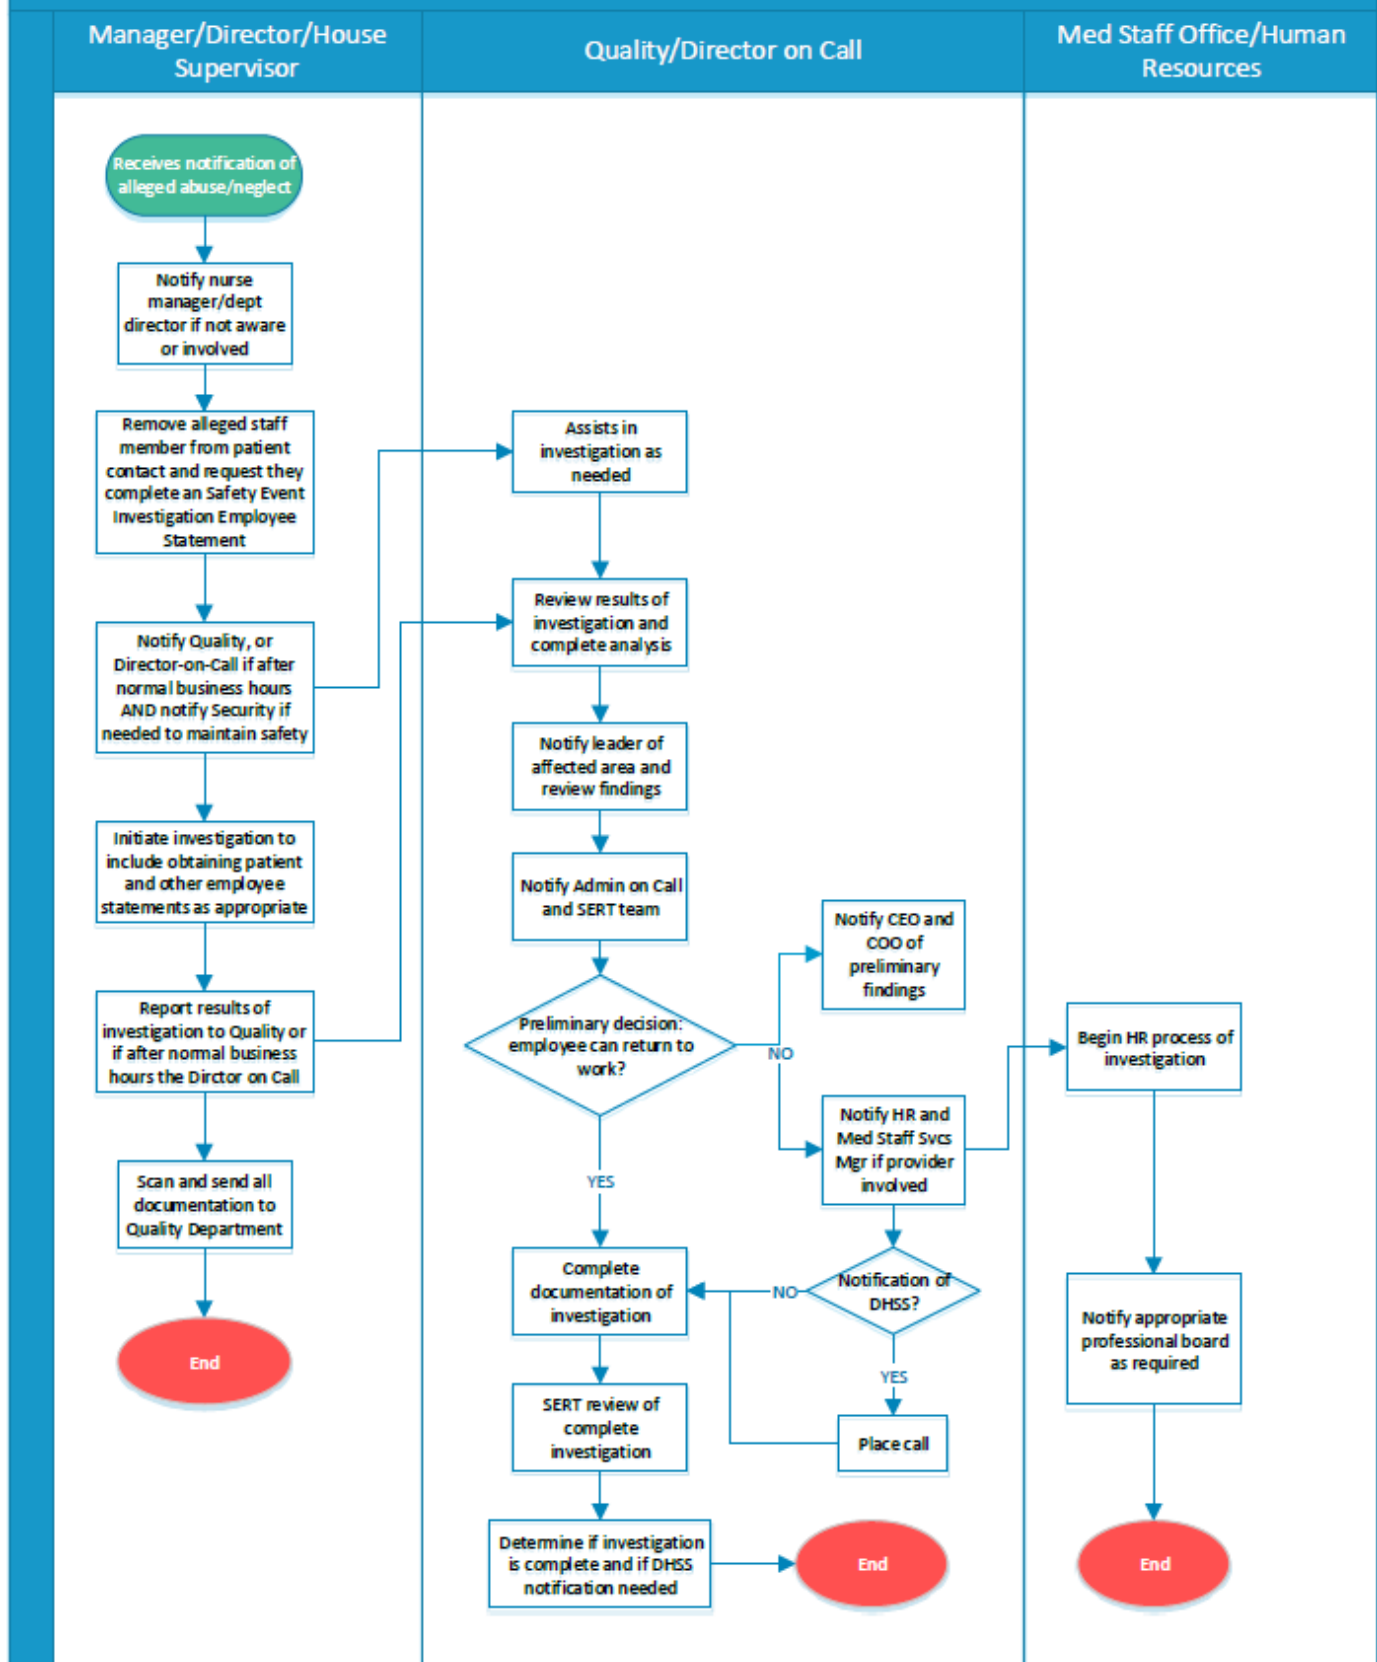 Manager/Director/House
Supervisor
Quality/Director on Call
Med Staff Office/Human
Resources
Receives notification of
alleged abuse/neglect
Notify nurse
manager/dept
director if not aware
or involved
Remove alleged staff
member from patient
contact and request they
complete an Safety Event
Investigation Employee
Statement
Notify Quality, or
Director-on-Call if after
normal business hours
AND notify Security if
needed to maintain safety
Initiate investigation to
include obtaining patient
and other employee
statements as appropriate
Report results of
investigation to Quality or
if after normal business
hours the Dirctor on Call
Scan and send all
documentation to
Quality Department
End
Assists in
investigation as
needed
Review results of
investigation and
complete analysis
Notify leader of
affected area and
review findings
Notify Admin on Call
and SERT team
Preliminary decision:
employee can return to
work?
NO
YES
Notify CEO and
COO of
preliminary
findings
Notify HR and
Med Staff Svcs
Mgr if provider
involved
Notification of
DHSS?
NO
YES
Place call
Complete
documentation of
investigation
SERT review of
complete
investigation
Determine if investigation
is complete and if DHSS
notification needed
End
Begin HR process of
investigation
Notify appropriate
professional board
as required
End